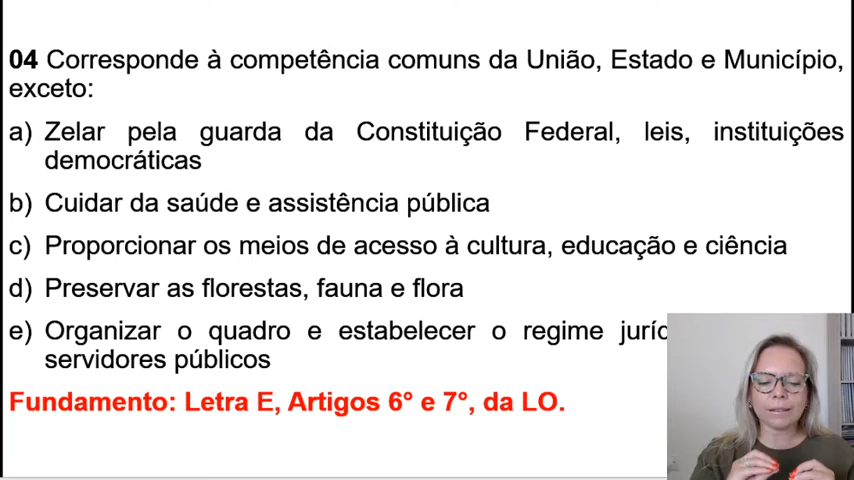 04 Corresponde à competência comuns da União, Estado e Município,
exceto:
a) Zelar pela guarda da Constituição Federal, leis, instituições
democráticas
b) Cuidar da saúde e assistência pública
c) Proporcionar os meios de acesso à cultura, educação e ciência
d) Preservar as florestas, fauna e flora
e) Organizar o quadro e estabelecer o regime
servidores públicos
Fundamento: Letra E, Artigos 6° e 7°, da LO.